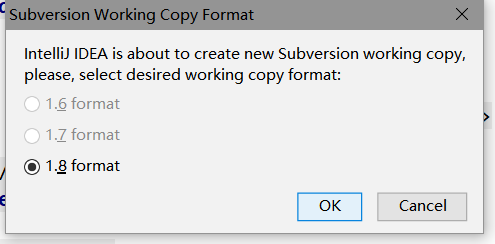 Subversion Working Copy Format
IntelliJ IDEA is about to create new Subversion working copy,
please, select desired working copy format:
1.6 format
1.7 format
1.8 format
OK
Cancel